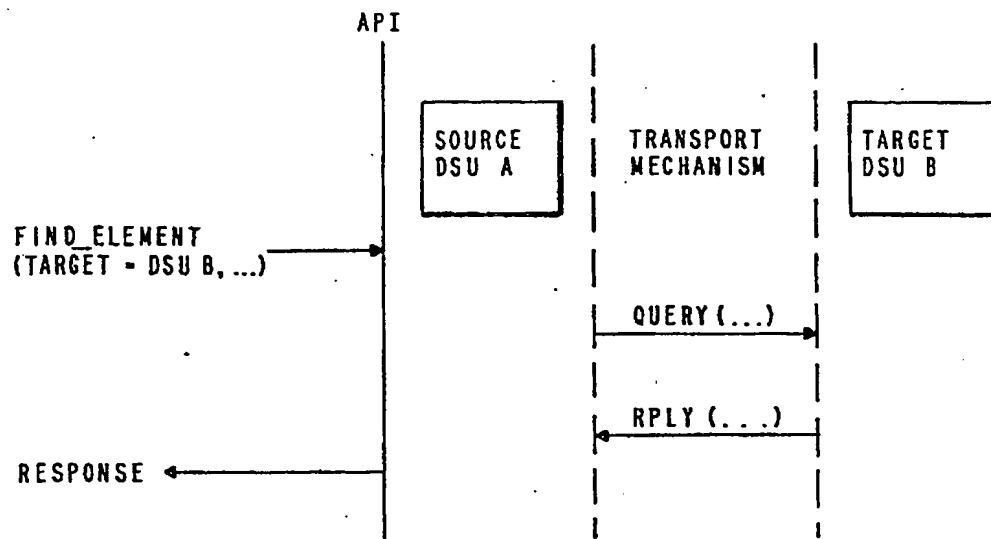 API
SOURCE
DSU A
TRANSPORT
MECHANISM
TARGET
DSU B
FIND_ELEMENT
(TARGET = DSU B, ...)
QUERY (...)
RPLY (...)
RESPONSE